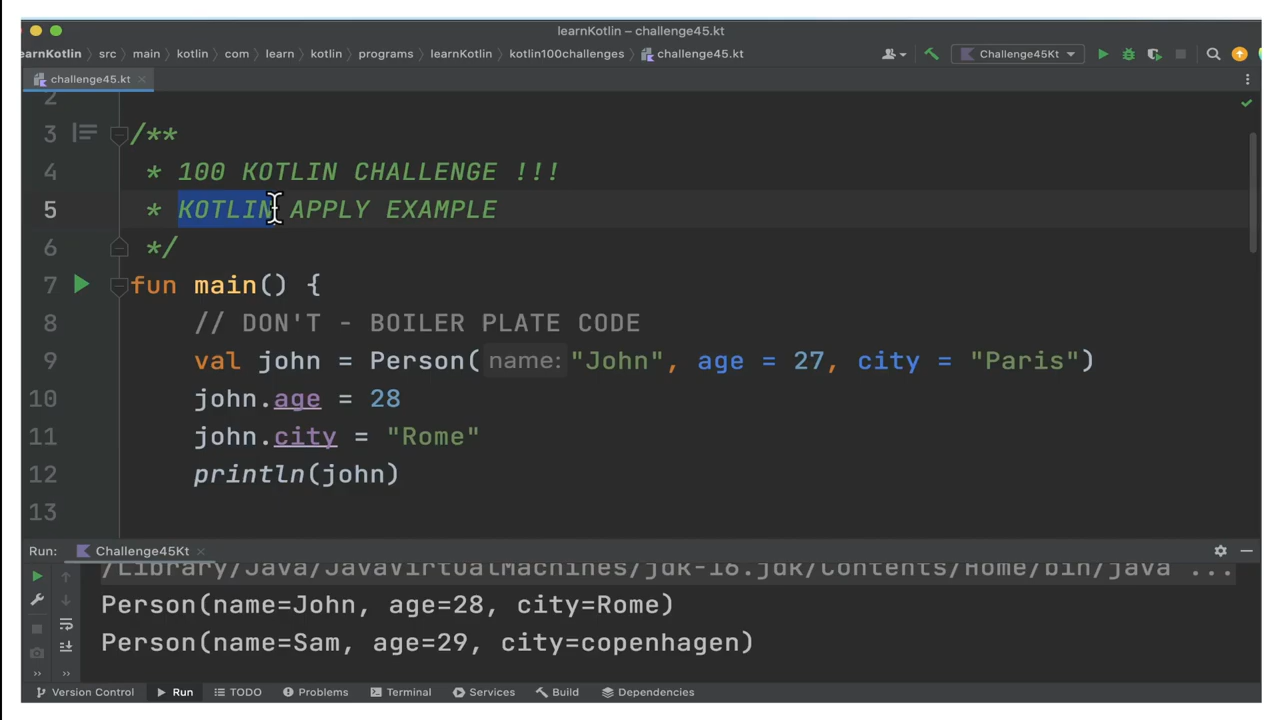 learnKotlin – challenge45.kt
earnKotlin src main kotlin com learn kotlin programs learnKotlin kotlin100challenges challenge45.kt Challenge45Kt
challenge45.kt
2
3 /**
4 * 100 KOTLIN CHALLENGE !!!
5 * KOTLIN APPLY EXAMPLE
6 */
7 fun main() {
8 // DON'T - BOILER PLATE CODE
9 val john = Person( name: "John", age = 27, city = "Paris")
10 john.age = 28
11 john.city = "Rome"
12 println(john)
13
Run: Challenge45Kt
/Library/Java/JavaVirtualMachines/jdk-16.jdk/Contents/Home/bin/java ...
Person(name=John, age=28, city=Rome)
Person(name=Sam, age=29, city=copenhagen)
Version Control Run TODO Problems Terminal Services Build Dependencies